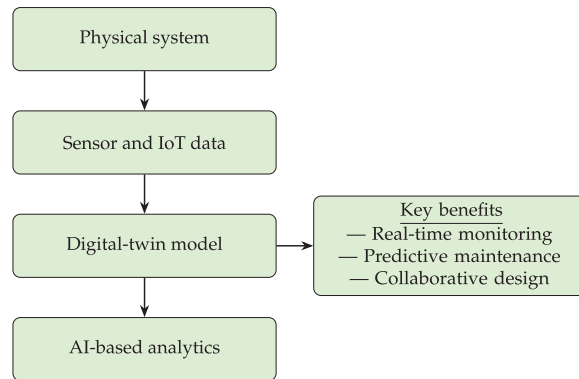 Physical system
Sensor and IoT data
Digital-twin model
Key benefits
— Real-time monitoring
— Predictive maintenance
— Collaborative design
AI-based analytics